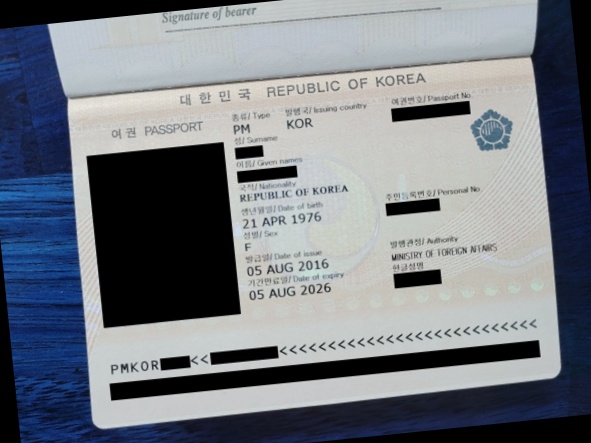 Signature of bearer
대한민국 REPUBLIC OF KOREA
여권 PASSPORT
종류/ Type 발행국/ Issuing country 여권번호/ Passport No.
PM KOR
성/ Surname
이름/ Given names
국적/ Nationality 주민등록번호/ Personal No.
REPUBLIC OF KOREA
생년월일/ Date of birth
21 APR 1976
성별/ Sex 발행관청/ Authority
F MINISTRY OF FOREIGN AFFAIRS
발급일/ Date of issue 한글성명
05 AUG 2016
기간만료일/ Date of expiry
05 AUG 2026
PMKOR<<<<<<<<<<<<<<<<<<<<<<<<<<<<<<